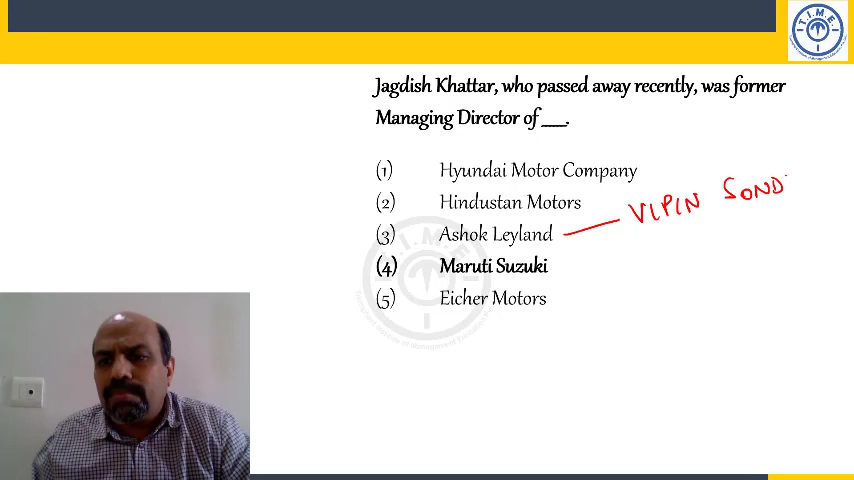 T.I.M.E.
Jagdish Khattar, who passed away recently, was former
Managing Director of ___.
(1) Hyundai Motor Company
(2) Hindustan Motors
(3) Ashok Leyland — VIPIN SOND
(4) Maruti Suzuki
(5) Eicher Motors
T.I.M.E.